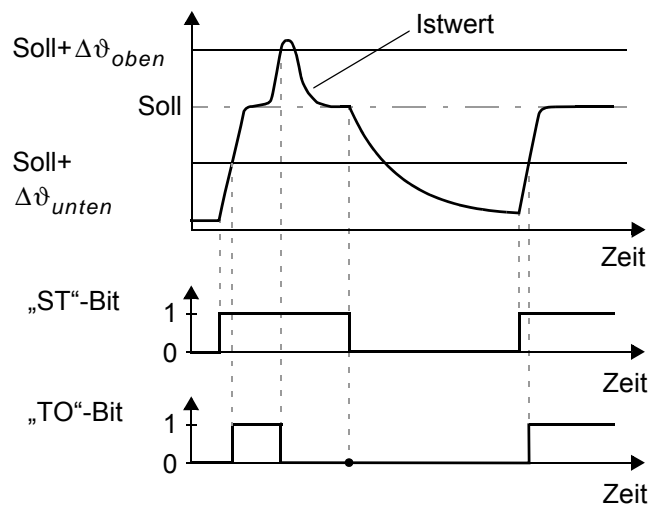 Istwert
Soll+Δϑoben
Soll
Soll+
Δϑunten
Zeit
„ST“-Bit
1
0
Zeit
„TO“-Bit
1
0
Zeit